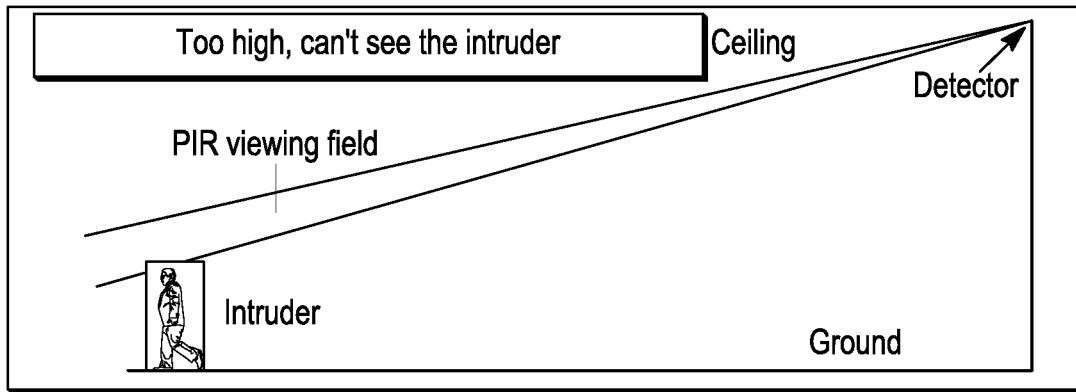 Too high, can't see the intruder
Ceiling
Detector
PIR viewing field
Intruder
Ground